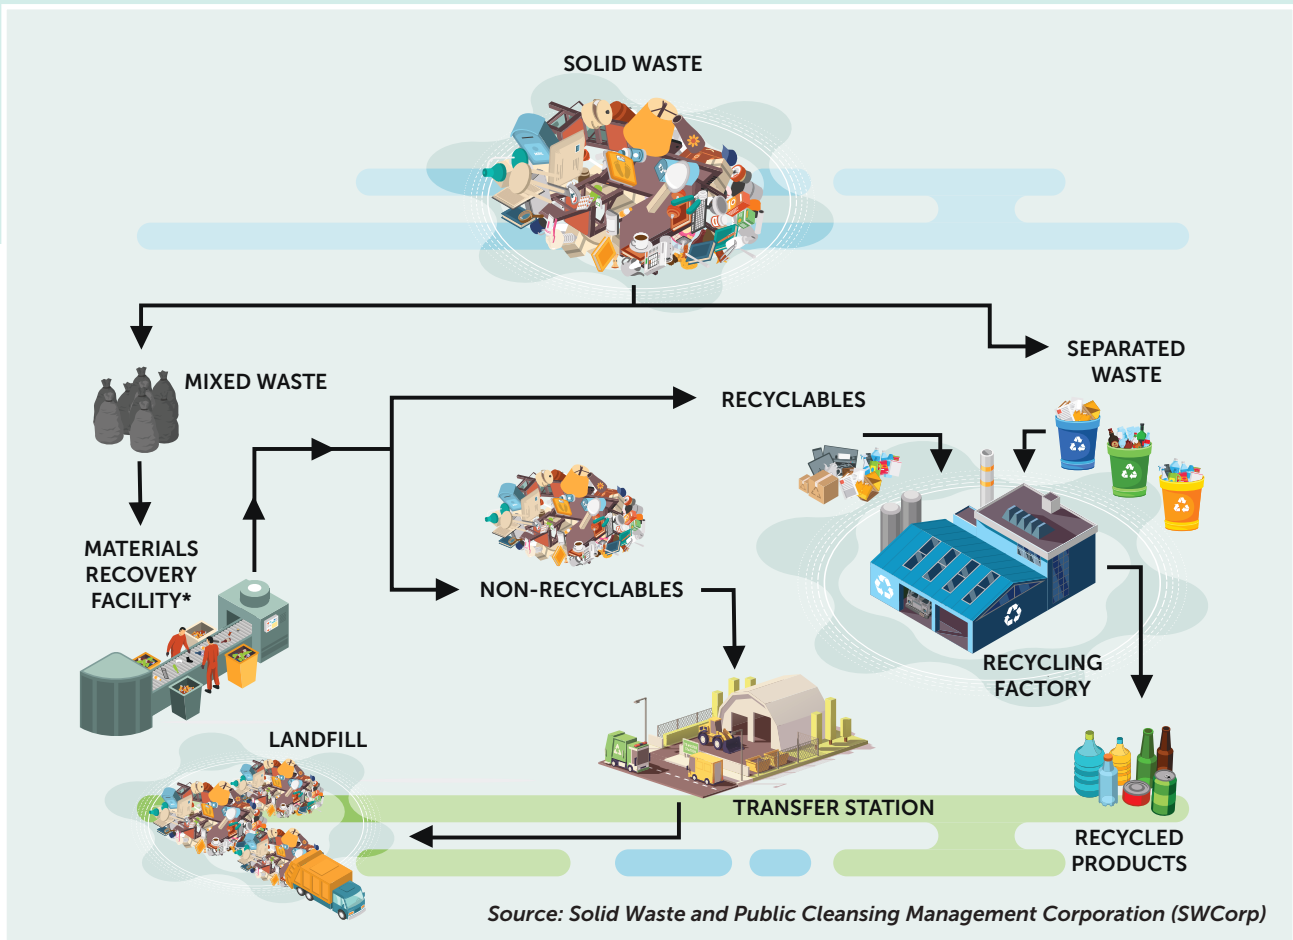 SOLID WASTE
MIXED WASTE
SEPARATED
WASTE
RECYCLABLES
MATERIALS
RECOVERY
FACILITY*
NON-RECYCLABLES
RECYCLING
FACTORY
LANDFILL
TRANSFER STATION
RECYCLED
PRODUCTS
Source: Solid Waste and Public Cleansing Management Corporation (SWCorp)